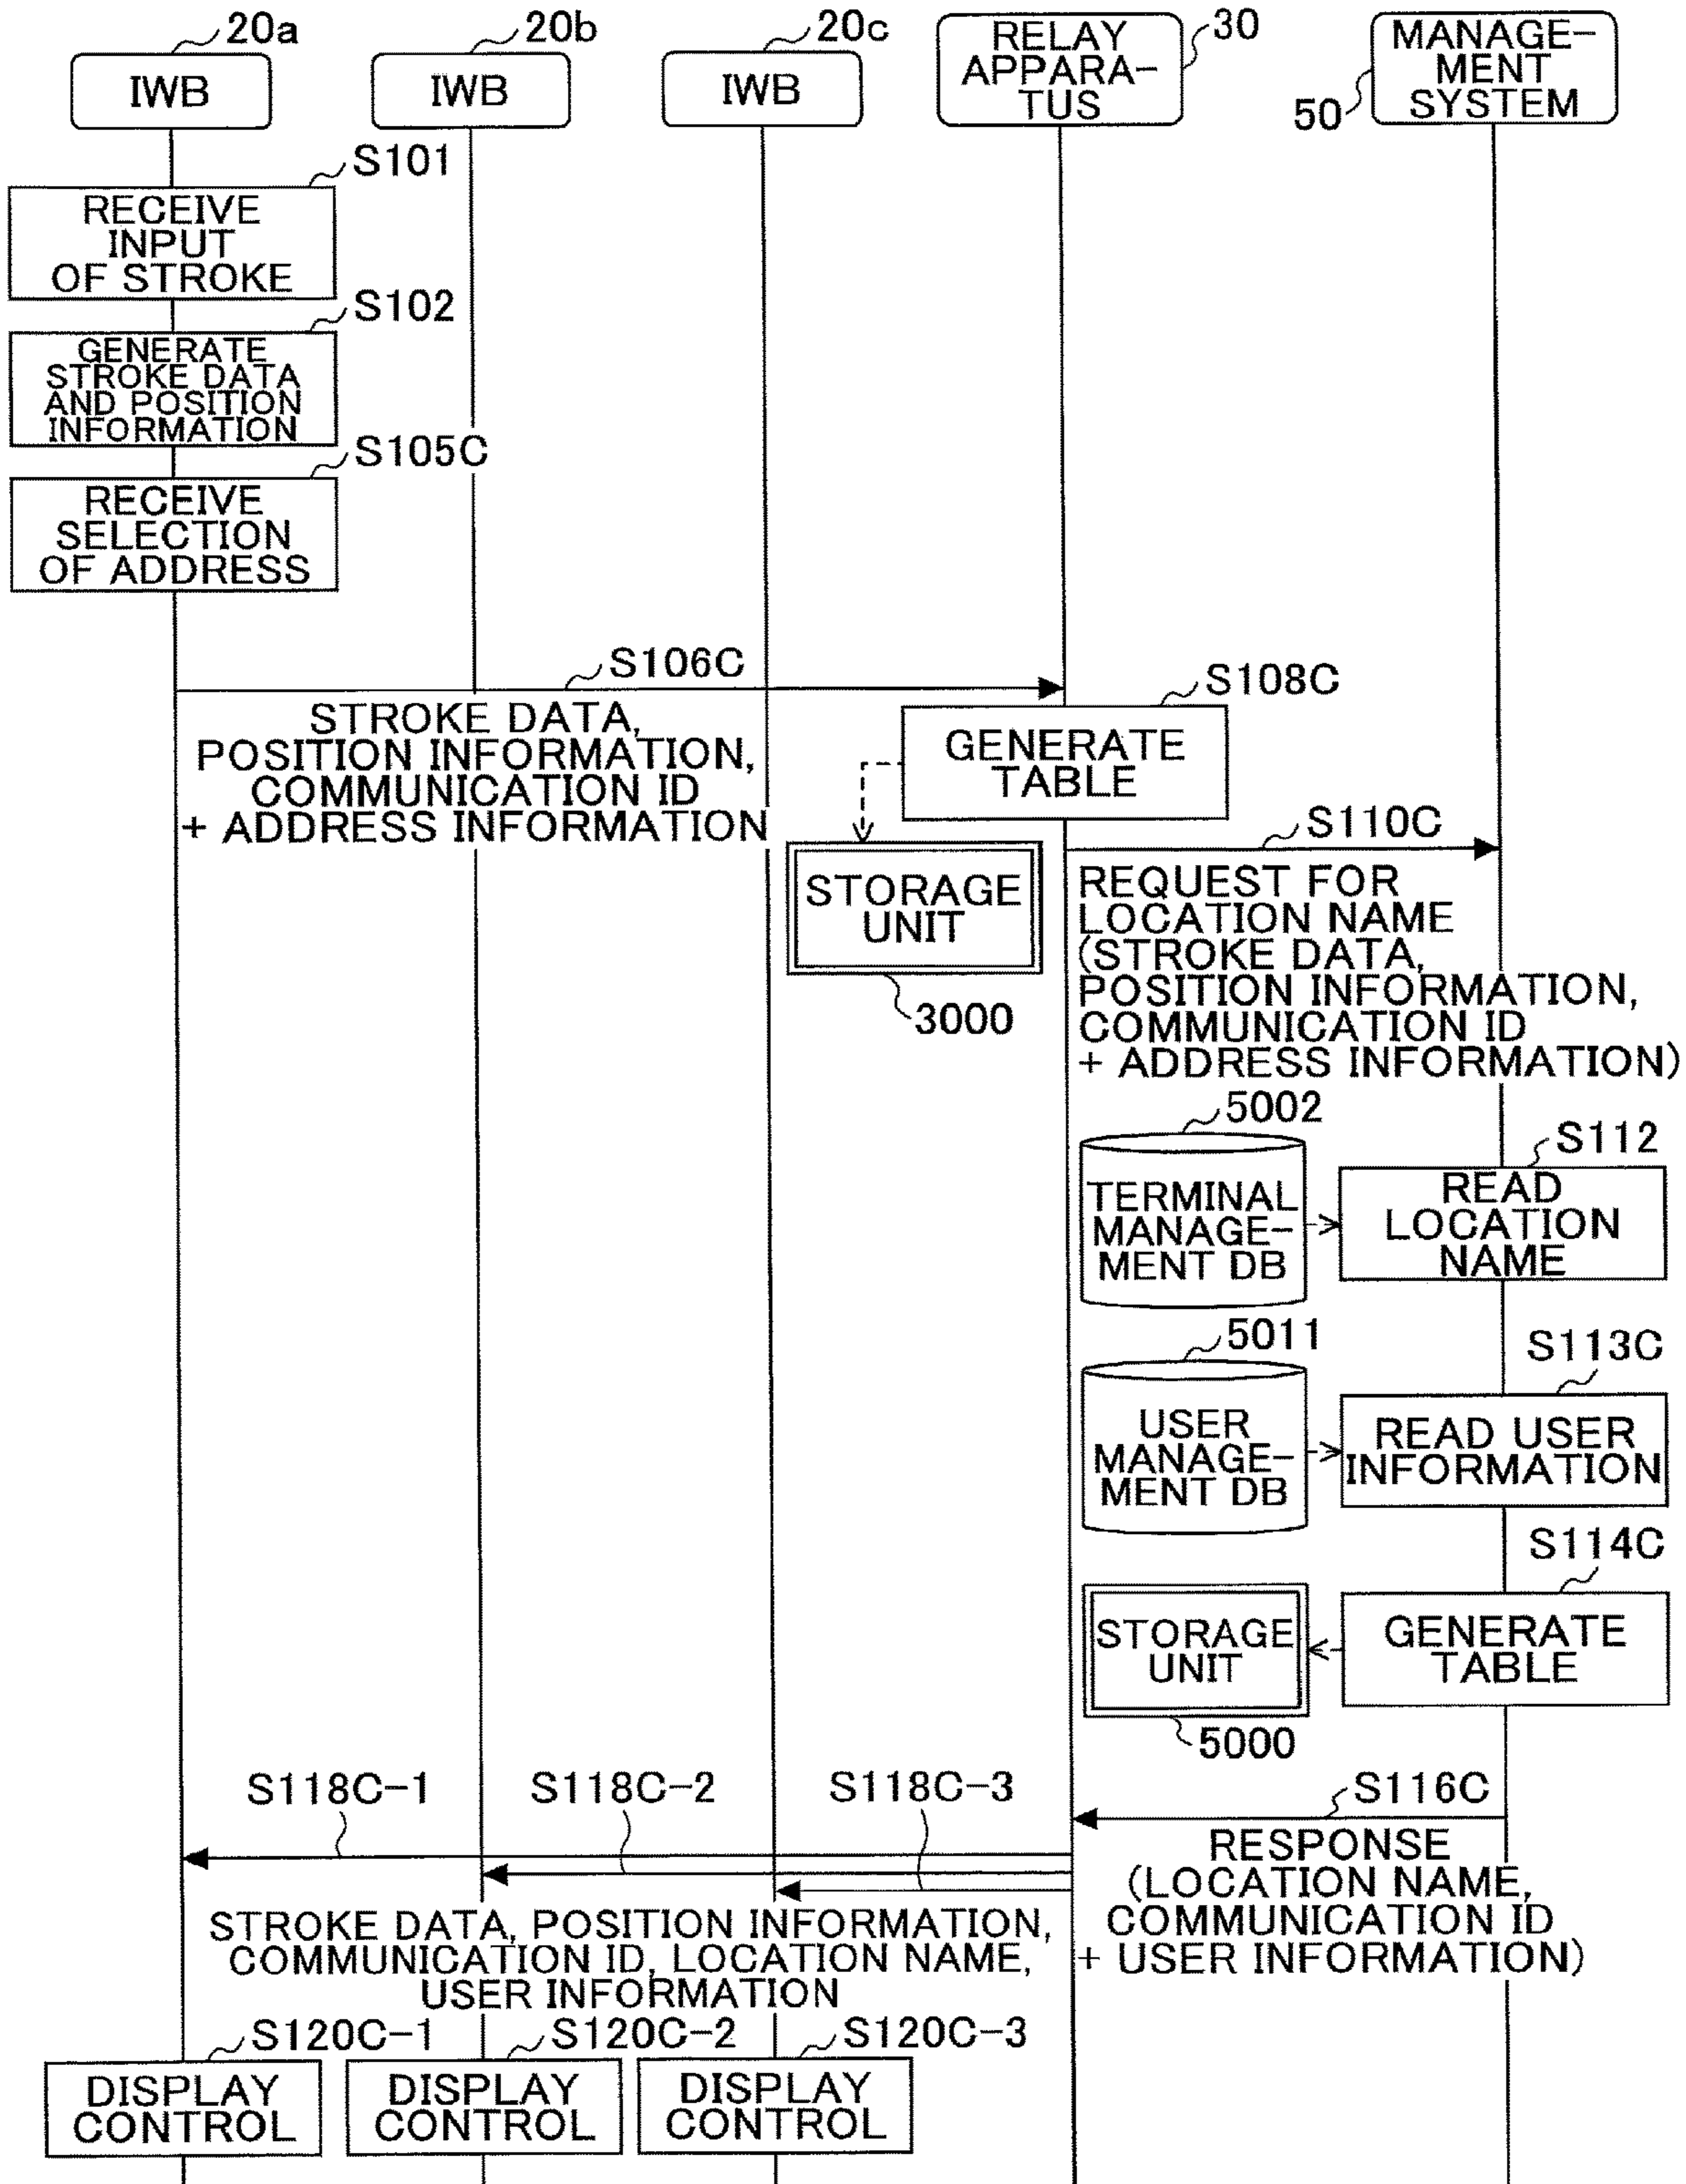 20a
20b
20c
30
50
IWB
IWB
IWB
RELAY
APPARA-
TUS
MANAGE-
MENT
SYSTEM
S101
RECEIVE
INPUT
OF STROKE
S102
GENERATE
STROKE DATA
AND POSITION
INFORMATION
S105C
RECEIVE
SELECTION
OF ADDRESS
S106C
STROKE DATA,
POSITION INFORMATION,
COMMUNICATION ID
+ ADDRESS INFORMATION
S108C
GENERATE
TABLE
STORAGE
UNIT
3000
S110C
REQUEST FOR
LOCATION NAME
(STROKE DATA,
POSITION INFORMATION,
COMMUNICATION ID
+ ADDRESS INFORMATION)
5002
TERMINAL
MANAGE-
MENT DB
S112
READ
LOCATION
NAME
5011
USER
MANAGE-
MENT DB
S113C
READ USER
INFORMATION
S114C
GENERATE
TABLE
STORAGE
UNIT
5000
S116C
RESPONSE
(LOCATION NAME,
COMMUNICATION ID
+ USER INFORMATION)
S118C-1
S118C-2
S118C-3
STROKE DATA, POSITION INFORMATION,
COMMUNICATION ID, LOCATION NAME,
USER INFORMATION
S120C-1
DISPLAY
CONTROL
S120C-2
DISPLAY
CONTROL
S120C-3
DISPLAY
CONTROL